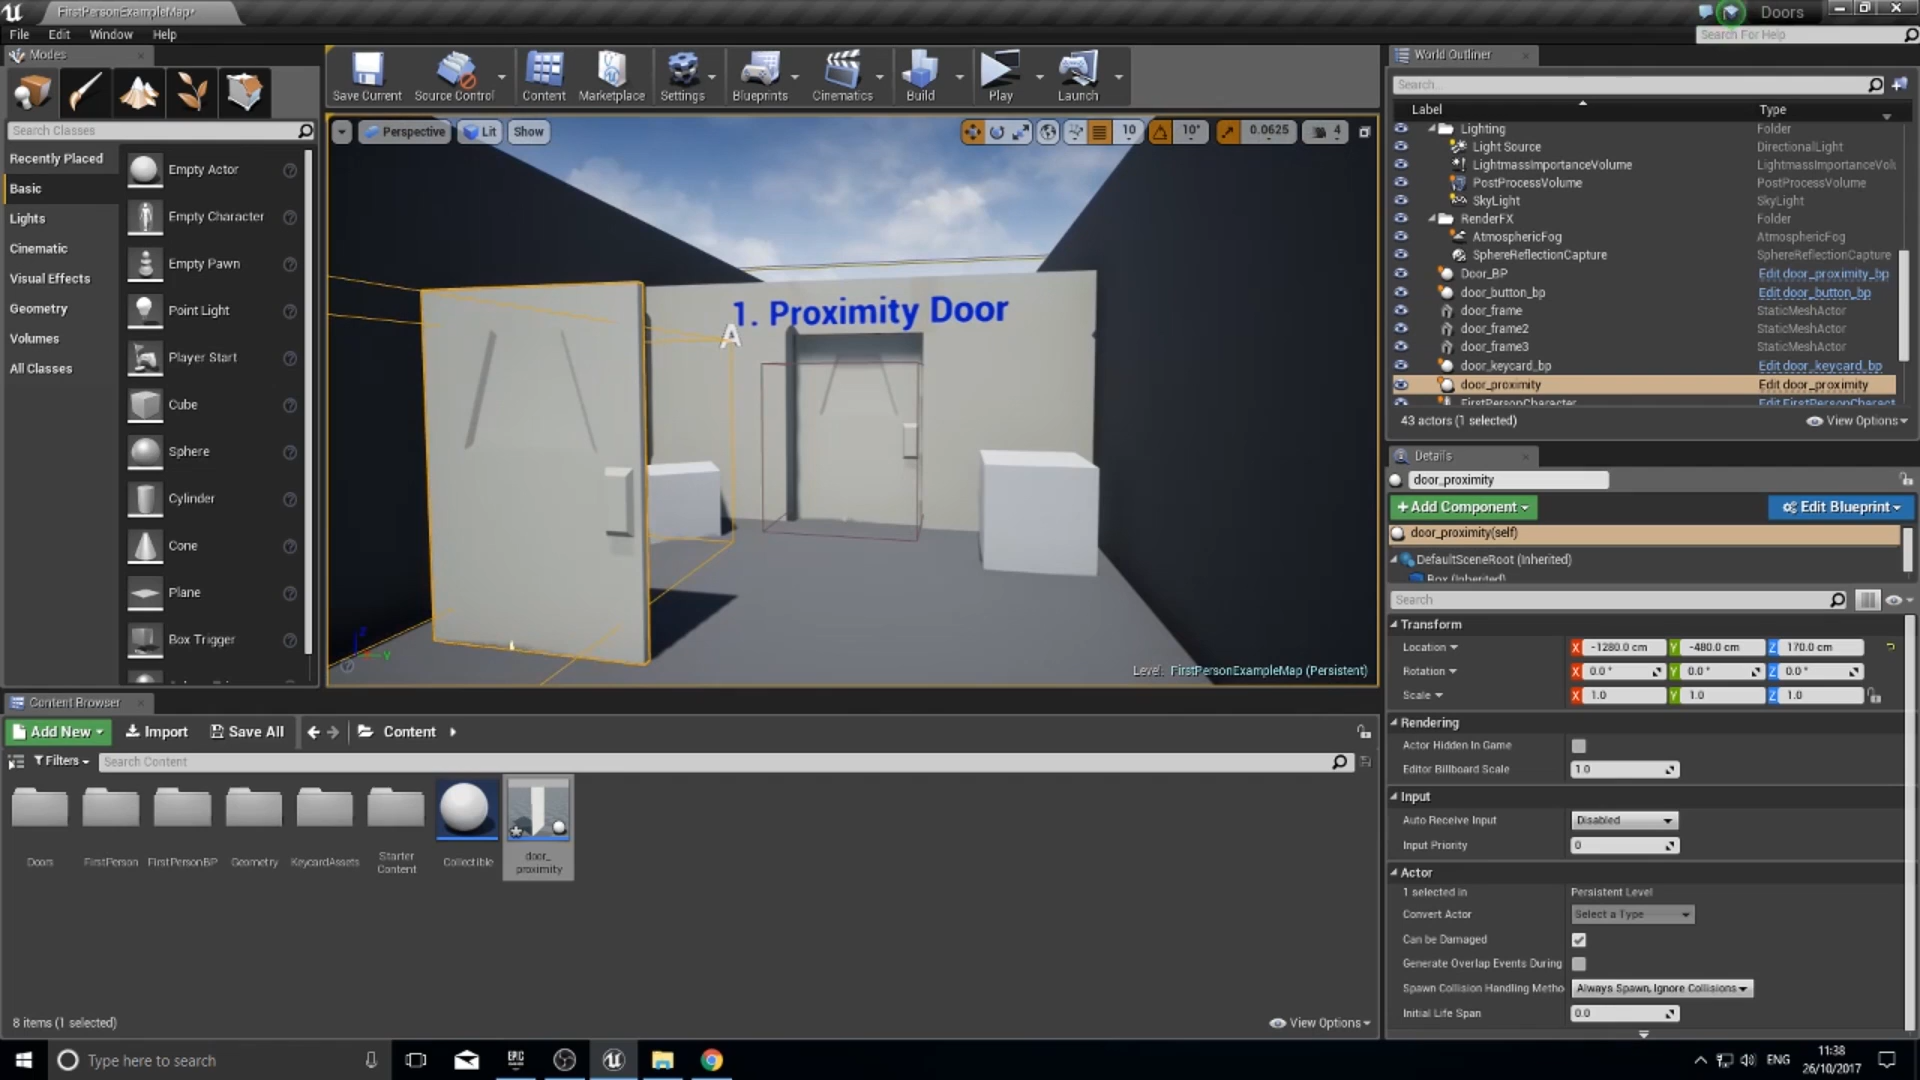 FirstPersonExampleMap*
Doors
File Edit Window Help
Search For Help
Modes
Search Classes
Recently Placed
Basic
Lights
Cinematic
Visual Effects
Geometry
Volumes
All Classes
Empty Actor
Empty Character
Empty Pawn
Point Light
Player Start
Cube
Sphere
Cylinder
Cone
Plane
Box Trigger
Save Current
Source Control
Content
Marketplace
Settings
Blueprints
Cinematics
Build
Play
Launch
Perspective
Lit
Show
10
10°
0.0625
4
1. Proximity Door
A
Level: FirstPersonExampleMap (Persistent)
World Outliner
Search...
Label Type
Lighting Folder
Light Source DirectionalLight
LightmassImportanceVolume LightmassImportanceVolu
PostProcessVolume PostProcessVolume
SkyLight SkyLight
RenderFX Folder
AtmosphericFog AtmosphericFog
SphereReflectionCapture SphereReflectionCapture
Door_BP Edit door_proximity_bp
door_button_bp Edit door_button_bp
door_frame StaticMeshActor
door_frame2 StaticMeshActor
door_frame3 StaticMeshActor
door_keycard_bp Edit door_keycard_bp
door_proximity Edit door_proximity
FirstPersonCharacter Edit FirstPersonCharact
43 actors (1 selected)
View Options
Details
door_proximity
+Add Component
Edit Blueprint
door_proximity(self)
DefaultSceneRoot (Inherited)
Box (Inherited)
Search
Transform
Location X -1280.0 cm Y -480.0 cm Z 170.0 cm
Rotation X 0.0 ° Y 0.0 ° Z 0.0 °
Scale X 1.0 Y 1.0 Z 1.0
Rendering
Actor Hidden In Game
Editor Billboard Scale 1.0
Input
Auto Receive Input Disabled
Input Priority 0
Actor
1 selected in Persistent Level
Convert Actor Select a Type
Can be Damaged
Generate Overlap Events During
Spawn Collision Handling Metho Always Spawn, Ignore Collisions
Initial Life Span 0.0
Content Browser
Add New
Import
Save All
Content
Filters
Search Content
Doors
FirstPerson
FirstPersonBP
Geometry
KeycardAssets
Starter
Content
Collectible
door_
proximity
8 items (1 selected)
View Options
Type here to search
EPIC
ENG
11:38
26/10/2017